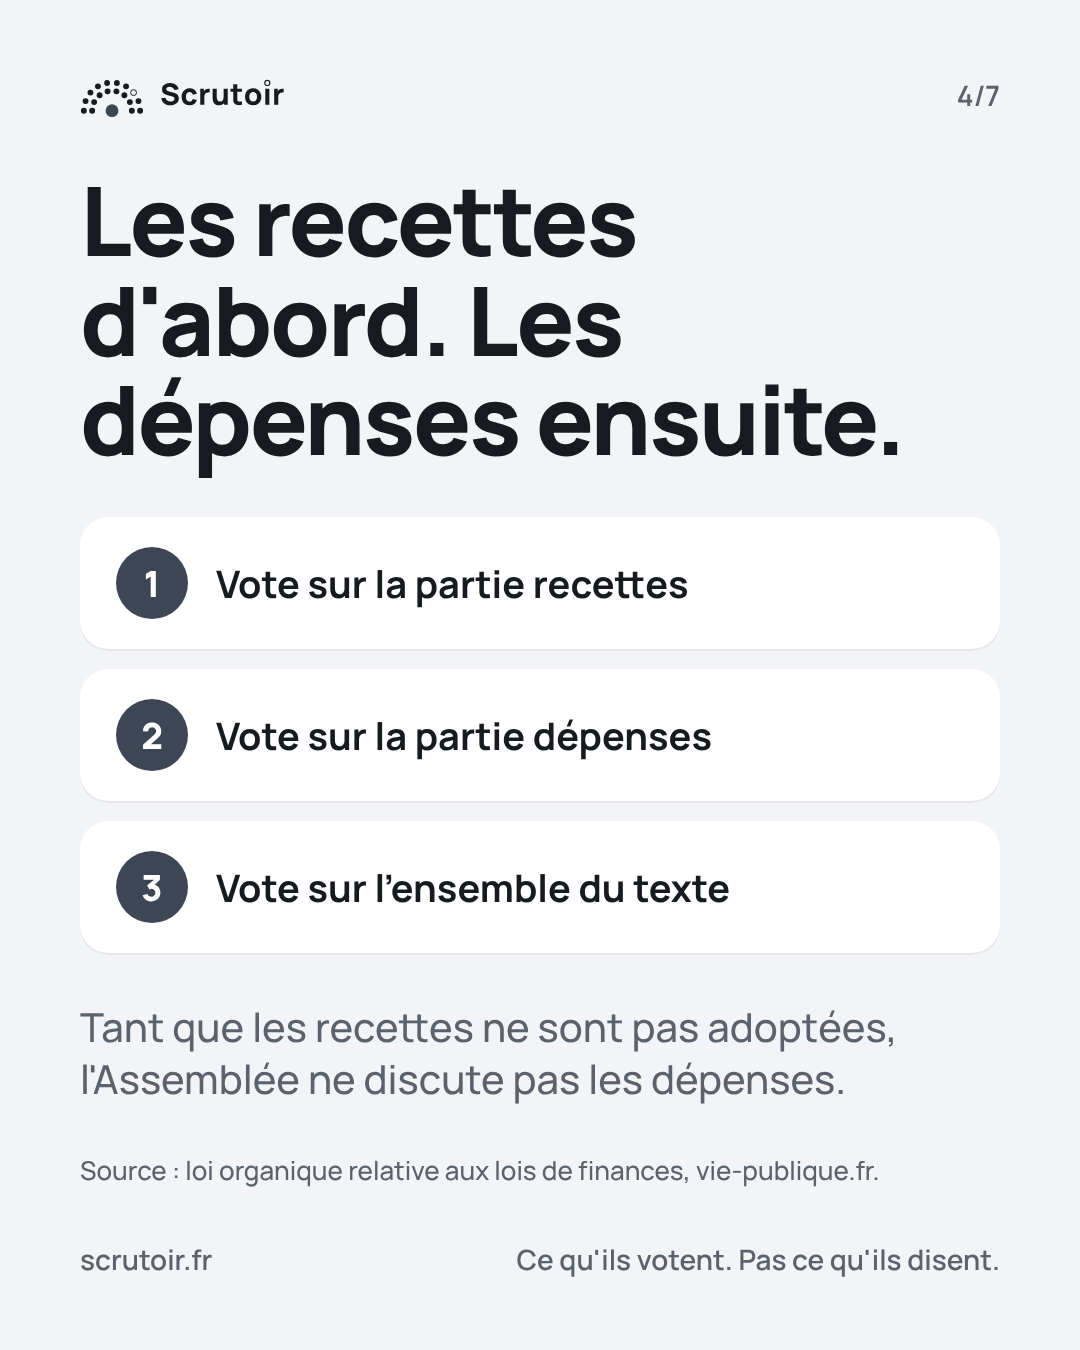 Scrutoir
4/7
Les recettes
d'abord. Les
dépenses ensuite.
1 Vote sur la partie recettes
2 Vote sur la partie dépenses
3 Vote sur l’ensemble du texte
Tant que les recettes ne sont pas adoptées,
l'Assemblée ne discute pas les dépenses.
Source : loi organique relative aux lois de finances, vie-publique.fr.
scrutoir.fr
Ce qu'ils votent. Pas ce qu'ils disent.